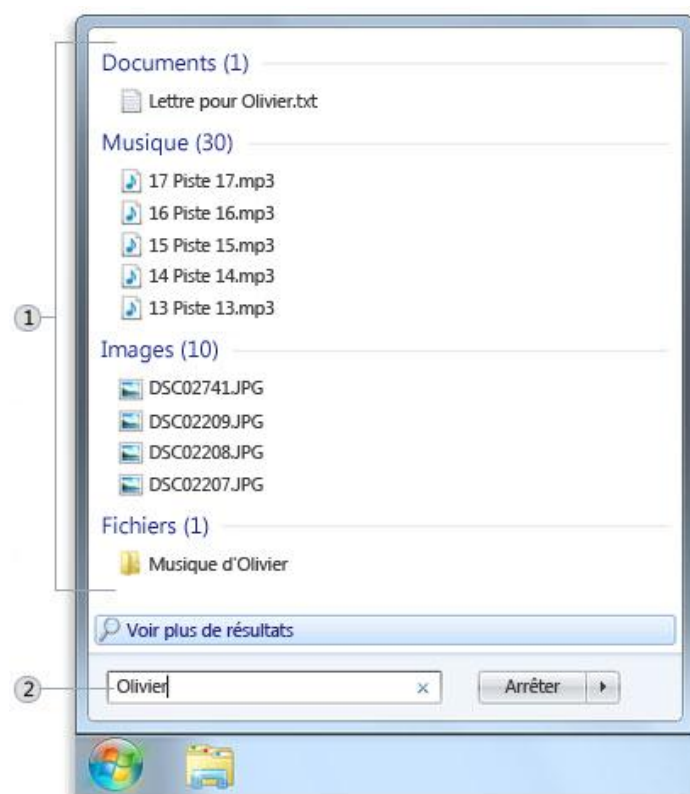 Documents (1)
Lettre pour Olivier.txt
Musique (30)
17 Piste 17.mp3
16 Piste 16.mp3
15 Piste 15.mp3
14 Piste 14.mp3
13 Piste 13.mp3
1
Images (10)
DSC02741.JPG
DSC02209.JPG
DSC02208.JPG
DSC02207.JPG
Fichiers (1)
Musique d'Olivier
Voir plus de résultats
2
Olivier
Arrêter